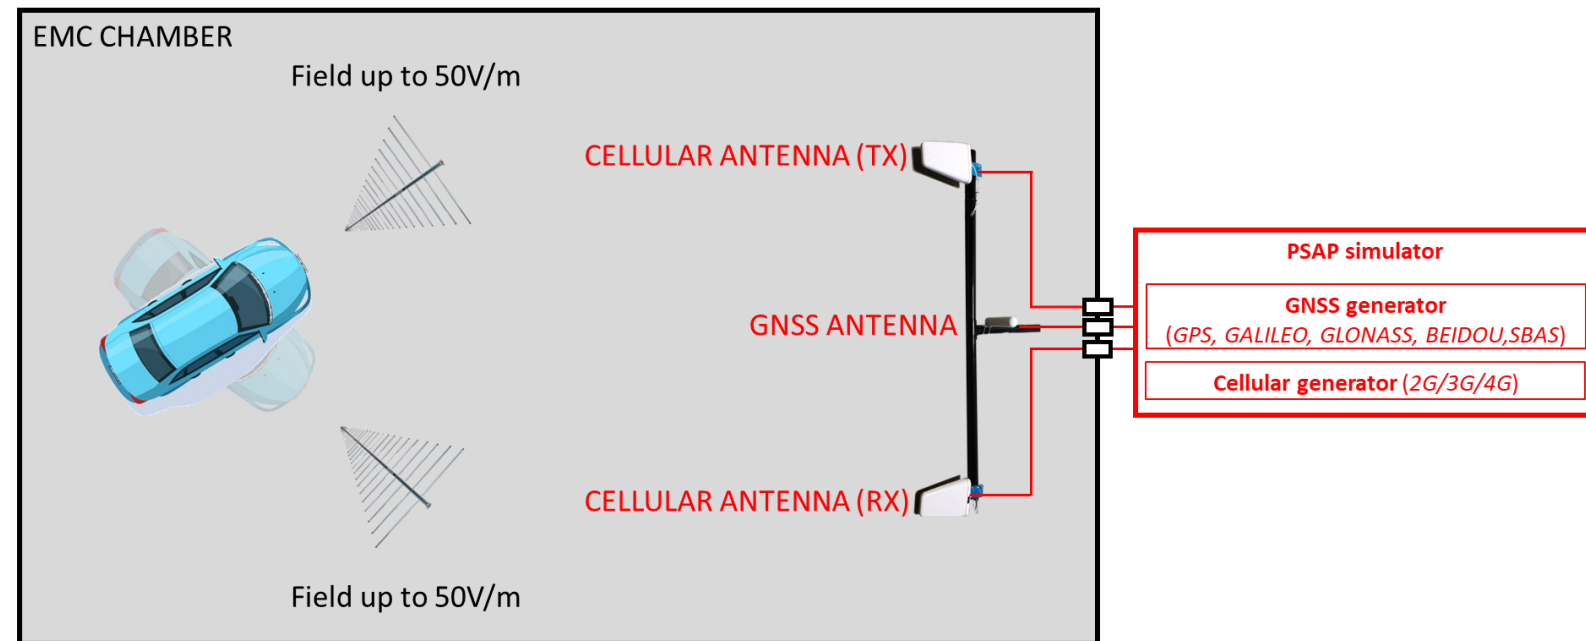 EMC CHAMBER
Field up to 50V/m
CELLULAR ANTENNA (TX)
PSAP simulator
GNSS generator
GNSS ANTENNA
(GPS, GALILEO, GLONASS, BEIDOU,SBAS)
Cellular generator (2G/3G/4G)
CELLULAR ANTENNA (RX)
Field up to 50V/m